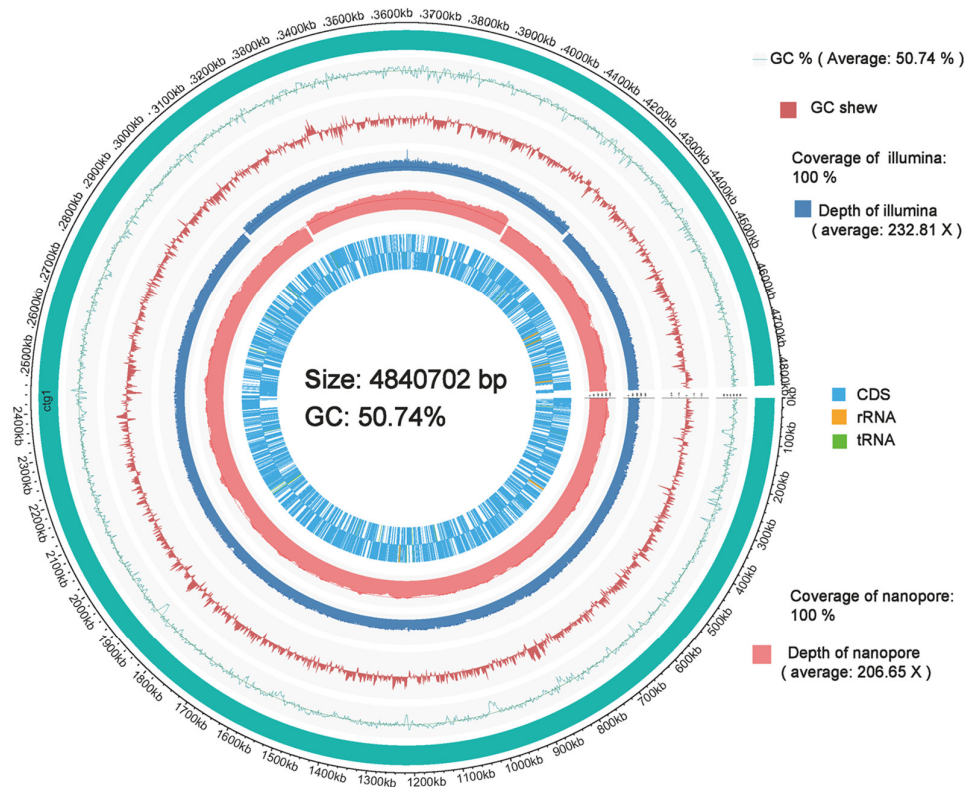 .3600kb
.3700kb
.3800kb
.3900kb
.4000kb
.4100kb
.4200kb
.4300kb
.4400kb
.4500kb
.4600kb
4700kb
4800kb
0kb
100kb
200kb
300kb
400kb
500kb
600kb
700kb
800kb
900kb
1000kb
1100kb
1200kb
1300kb
1400kb
1500kb
1600kb
1700kb
1800kb
1900kb
2000kb
2100kb
2200kb
2300kb
2400kb
.2500kb
.2600kb
.2700kb
.2800kb
.2900kb
.3000kb
.3100kb
.3200kb
.3300kb
.3400kb
.3500kb
ctg1
Size: 4840702 bp
GC: 50.74%
GC % ( Average: 50.74 % )
GC shew
Coverage of illumina:
100 %
Depth of illumina
( average: 232.81 X )
CDS
rRNA
tRNA
Coverage of nanopore:
100 %
Depth of nanopore
( average: 206.65 X )